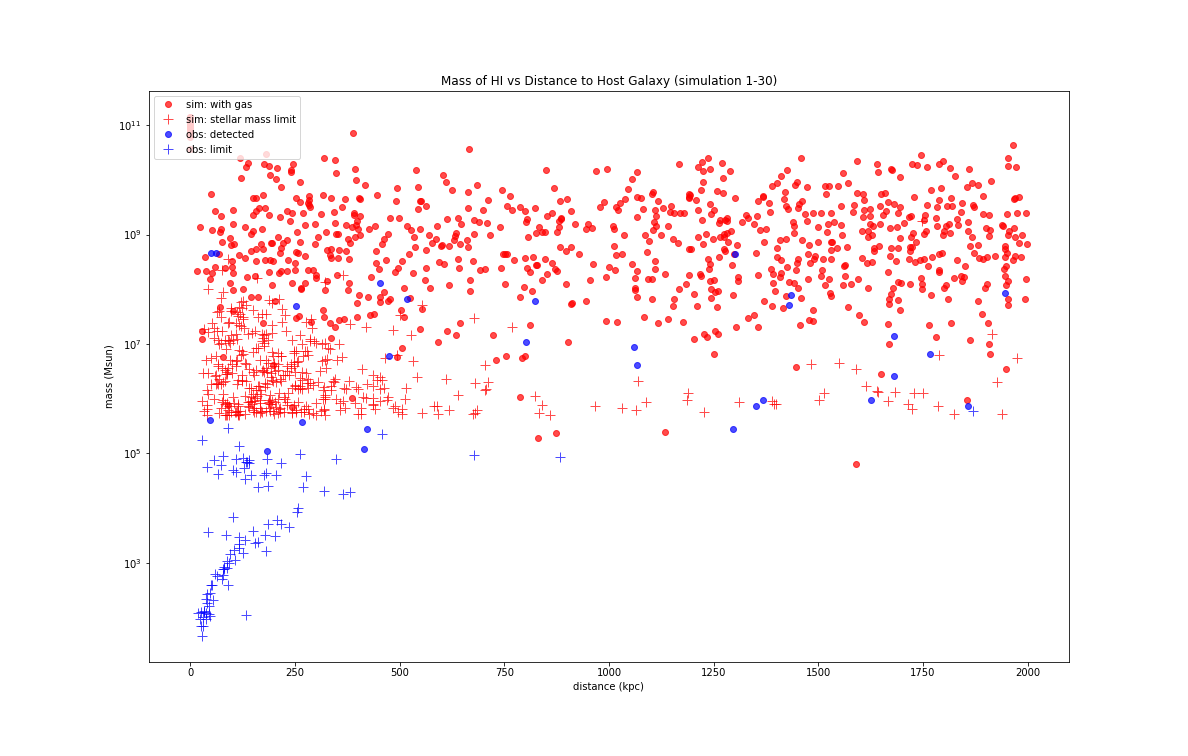 Mass of HI vs Distance to Host Galaxy (simulation 1-30)
sim: with gas
sim: stellar mass limit
obs: detected
obs: limit
mass (Msun)
10¹¹
10⁹
10⁷
10⁵
10³
0 250 500 750 1000 1250 1500 1750 2000
distance (kpc)